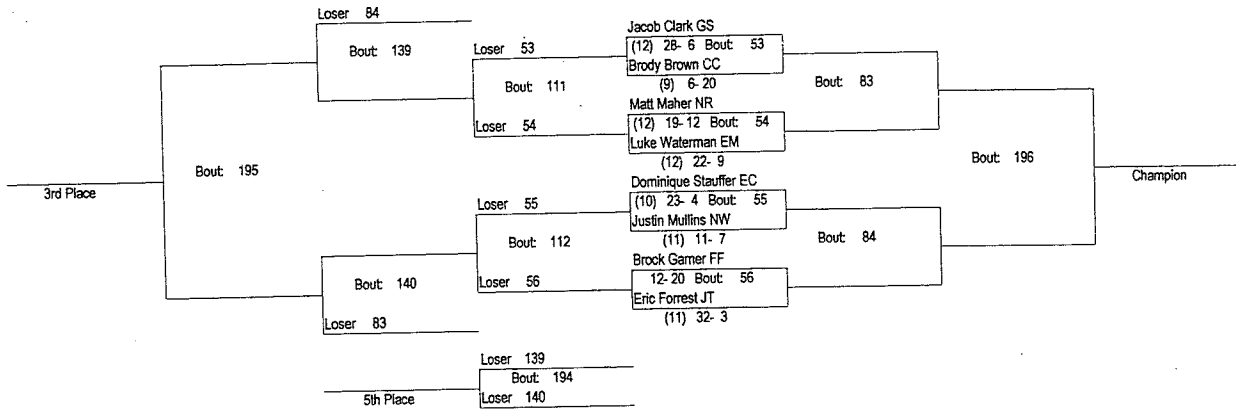 Loser 84
Bout: 139
Loser 53
Bout: 111
Loser 54
Jacob Clark GS
(12) 28- 6 Bout: 53
Brody Brown CC
(9) 6-20
Bout: 83
Matt Maher NR
(12) 19-12 Bout: 54
Luke Waterman EM
(12) 22- 9
Bout: 195
3rd Place
Bout: 196
Champion
Loser 55
Bout: 112
Loser 56
Dominique Stauffer EC
(10) 23- 4 Bout: 55
Justin Mullins NW
(11) 11- 7
Bout: 84
Brock Garner FF
12-20 Bout: 56
Eric Forrest JT
(11) 32- 3
Bout: 140
Loser 83
Loser 139
Bout: 194
5th Place
Loser 140